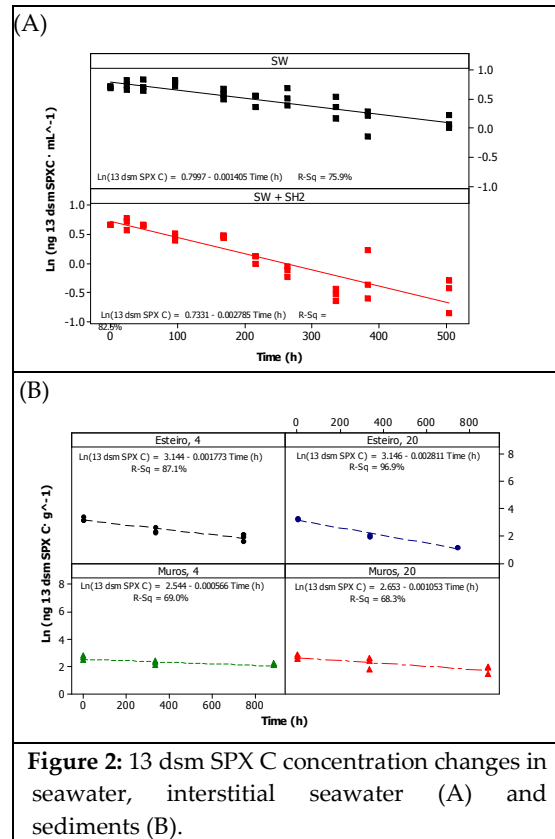 (A)
SW
1.0
0.5
0.0
-0.5
-1.0
Ln(13 dsm SPX C) = 0.7997 - 0.001405 Time (h) R-Sq = 75.9%
SW + SH2
1.0
0.5
0.0
-0.5
-1.0
Ln(13 dsm SPX C) = 0.7331 - 0.002785 Time (h) R-Sq =
82.5%
0 100 200 300 400 500
Time (h)
Ln (ng 13 dsm SPXC · mL^-1)
(B)
0 200 400 600 800
Esteiro, 4
Esteiro, 20
Ln(13 dsm SPX C) = 3.144 - 0.001773 Time (h)
R-Sq = 87.1%
Ln(13 dsm SPX C) = 3.146 - 0.002811 Time (h)
R-Sq = 96.9%
8
6
4
2
0
Muros, 4
Muros, 20
Ln(13 dsm SPX C) = 2.544 - 0.000566 Time (h)
R-Sq = 69.0%
Ln(13 dsm SPX C) = 2.653 - 0.001053 Time (h)
R-Sq = 68.3%
8
6
4
2
0
0 200 400 600 800
Time (h)
Ln (ng 13 dsm SPX C· g^-1)
Figure 2: 13 dsm SPX C concentration changes in
seawater, interstitial seawater (A) and
sediments (B).